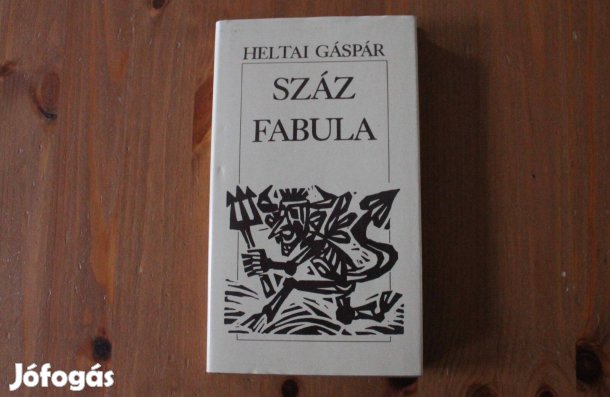 HELTAI GÁSPÁR
SZÁZ
FABULA
Jófogás